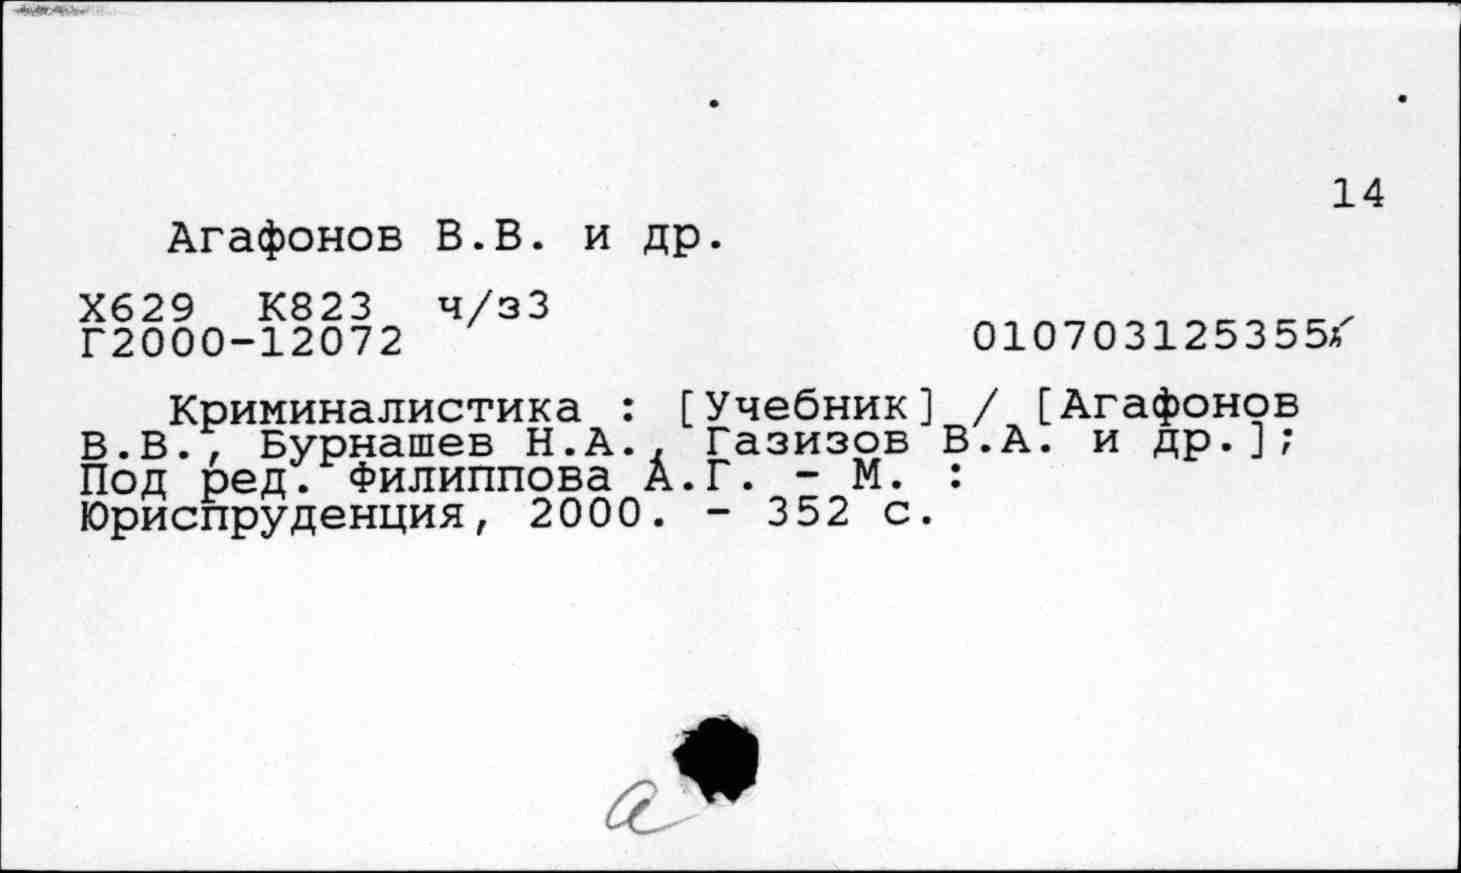 14
Агафонов В.В. и др.
Х629 К823 ч/з3
Г2000-12072 010703125355
Криминалистика : [Учебник] / [Агафонов
В.В., Бурнашев Н.А., Газизов В.А. и др.];
Под ред. Филиппова А.Г. - М. :
Юриспруденция, 2000. - 352 с.
а